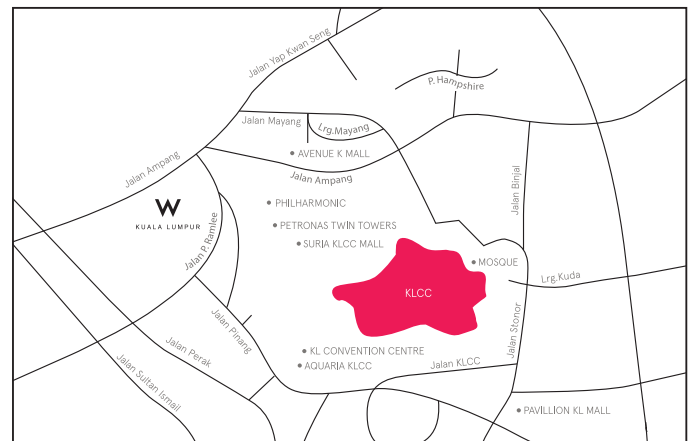 Jalan Yap Kwan Seng
P. Hampshire
Jalan Mayang
Lrg.Mayang
AVENUE K MALL
Jalan Ampang
Jalan Ampang
Jalan Binjai
W
KUALA LUMPUR
PHILHARMONIC
PETRONAS TWIN TOWERS
SURIA KLCC MALL
Jalan P. Ramlee
MOSQUE
KLCC
Lrg.Kuda
Jalan Pinang
Jalan Stonor
KL CONVENTION CENTRE
AQUARIA KLCC
Jalan KLCC
Jalan Perak
Jalan Sultan Ismail
PAVILLION KL MALL